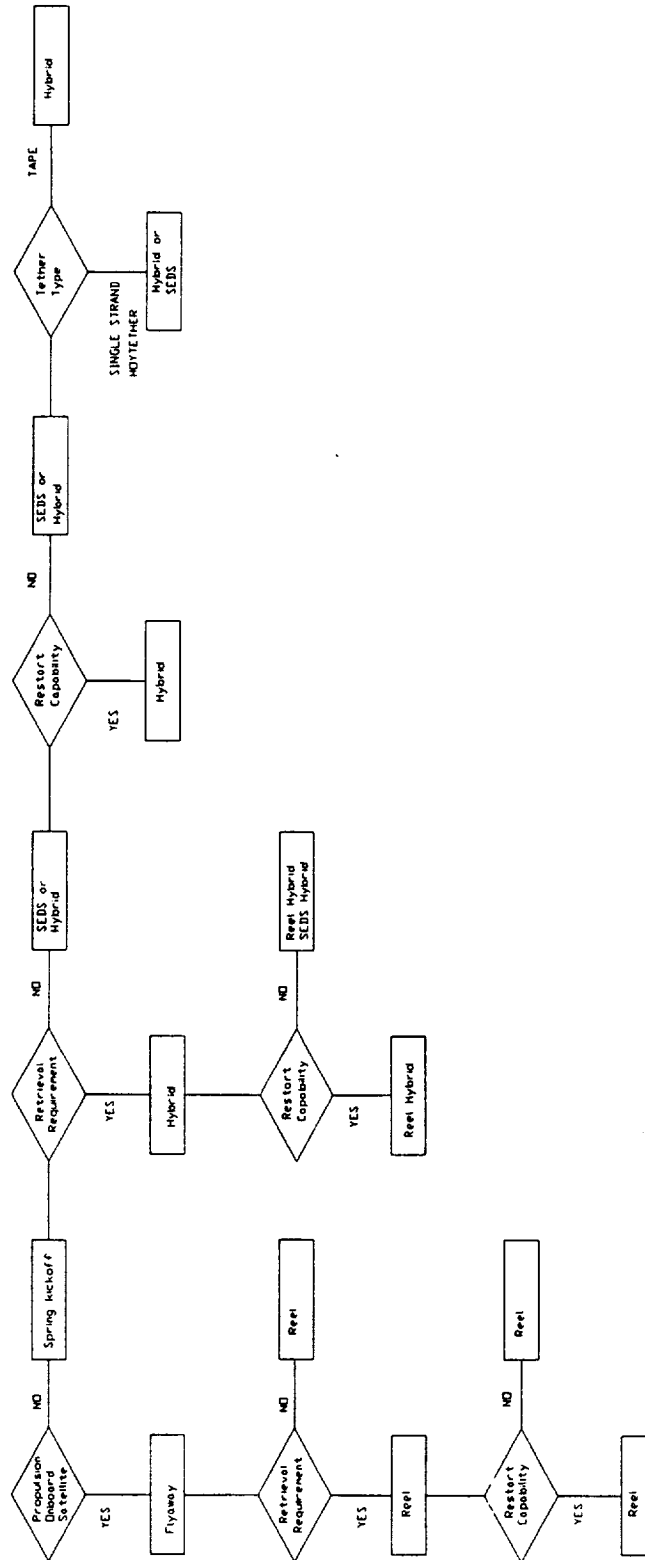 Propulsion
Onboard
Satellite
NO
Spring kickoff
Retrieval
Requirement
NO
SEDS or
Hybrid
Restart
Capability
NO
SEDS or
Hybrid
Tether
Type
TAPE
Hybrid
YES
Flyaway
YES
Hybrid
YES
Hybrid
SINGLE STRAND
HOYTETHER
Hybrid or
SEDS
Retrieval
Requirement
NO
Reel
Restart
Capability
NO
Reel Hybrid
SEDS Hybrid
YES
Reel
YES
Reel Hybrid
Restart
Capability
NO
Reel
YES
Reel